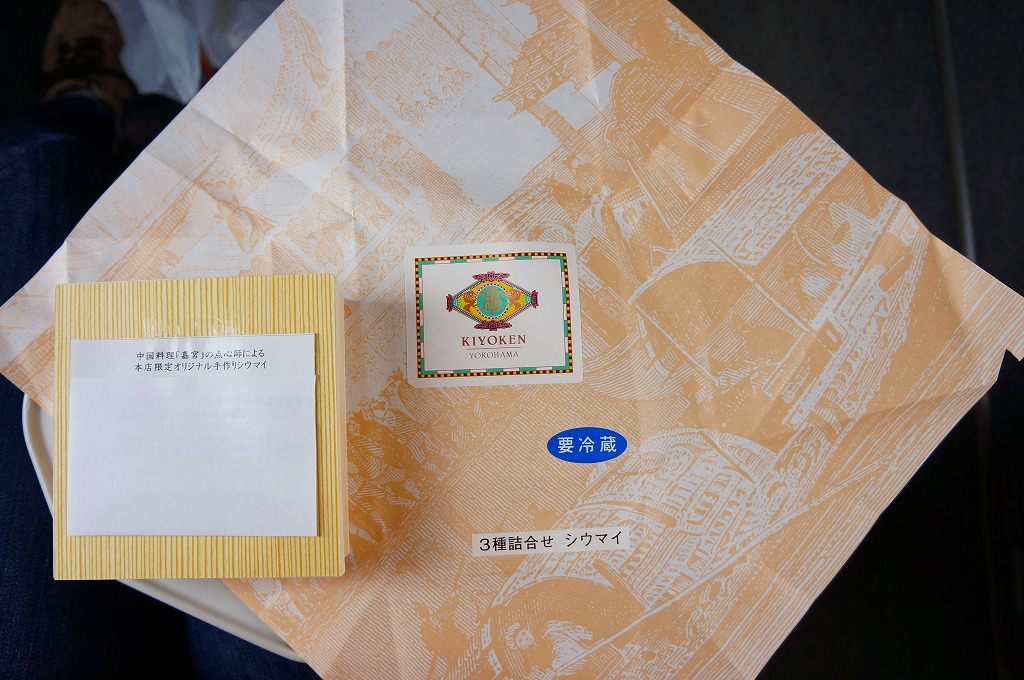 中国料理「嘉宮」の点心師による
本店限定オリジナル手作りシウマイ
KIYOKEN
YOKOHAMA
要冷蔵
3種詰合せ シウマイ